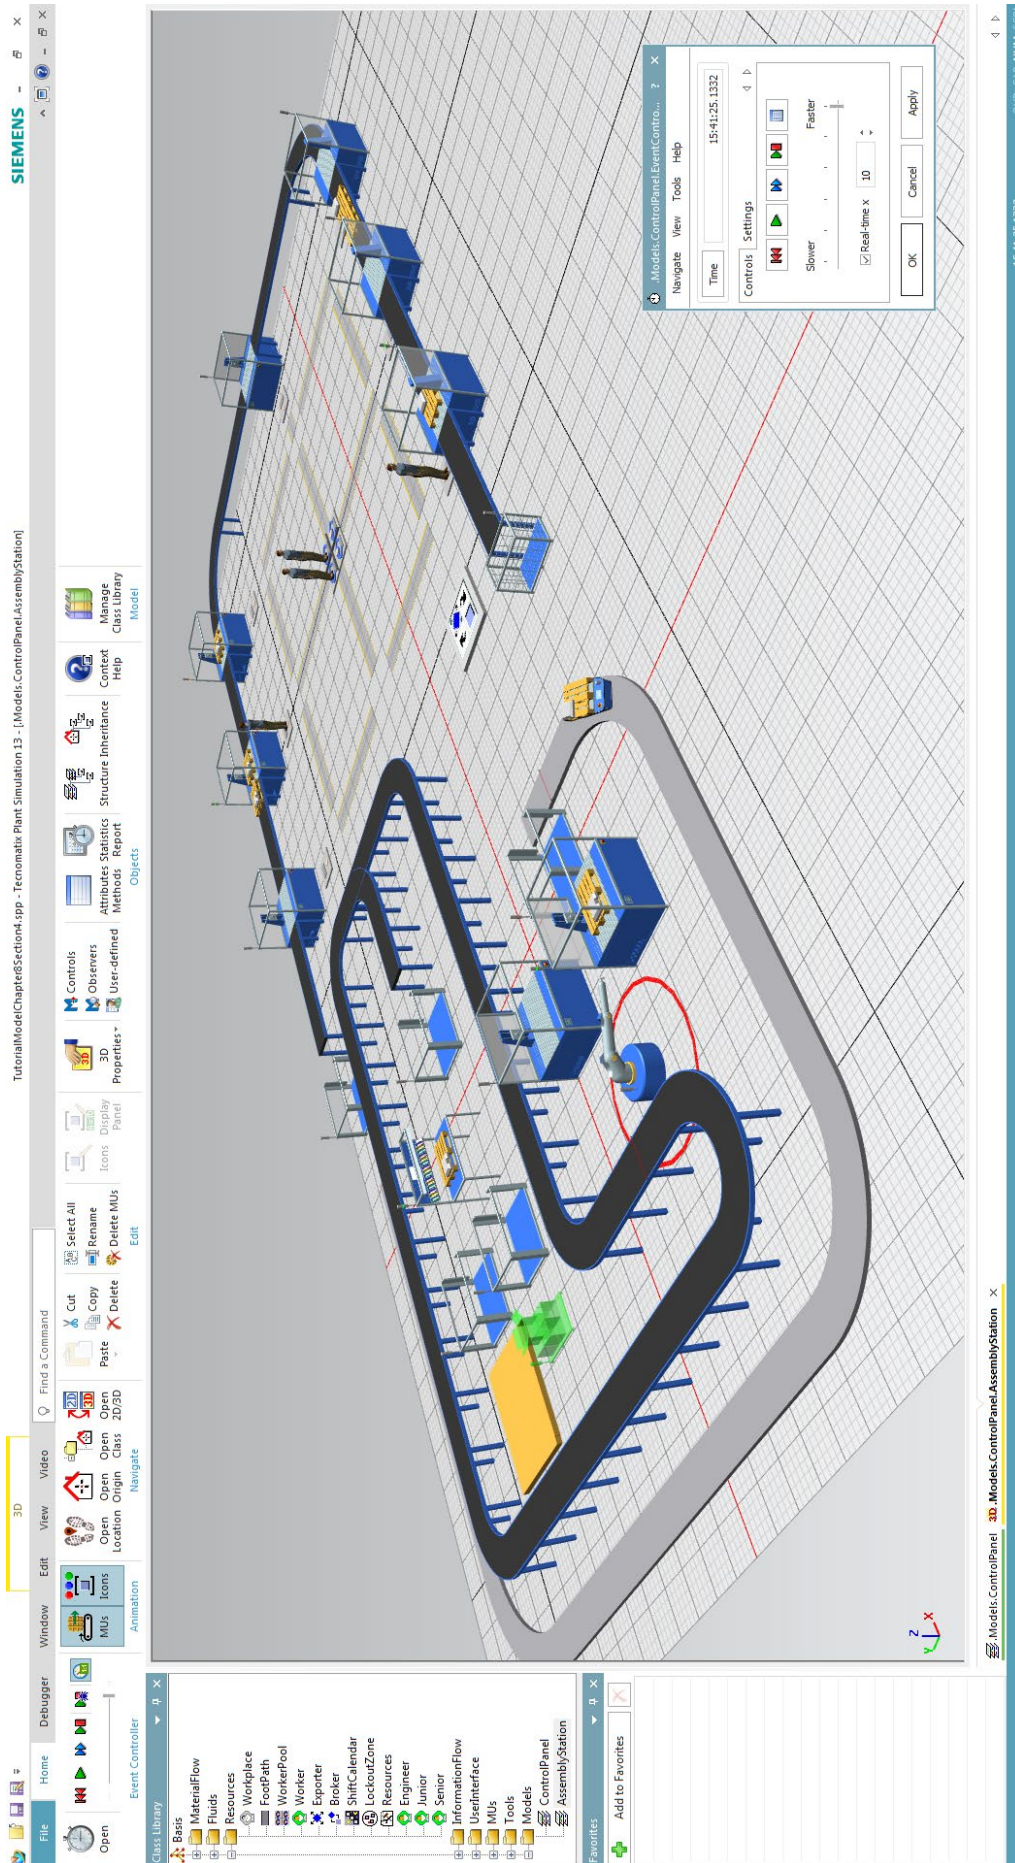 TutorialModelChapter8Section4.spp - Tecnomatix Plant Simulation 13 - [.Models.ControlPanel.AssemblyStation]
SIEMENS
3D
File Home Debugger Window Edit View Video
Find a Command
Open
Event Controller
MUs Icons
Animation
Open Location
Open Origin
Open Class
Open 2D/3D
Navigate
Paste
Cut
Copy
Delete
Select All
Rename
Delete MUs
Edit
Icons
Display Panel
3D Properties
Controls
Observers
User-defined
Attributes Methods
Statistics Report
Objects
Structure
Inheritance
Context Help
Manage Class Library
Model
Class Library
Basis
MaterialFlow
Fluids
Resources
Workplace
FootPath
WorkerPool
Worker
Exporter
Broker
ShiftCalendar
LockoutZone
Resources
Engineer
Junior
Senior
InformationFlow
UserInterface
MUs
Tools
Models
ControlPanel
AssemblyStation
Favorites
Add to Favorites
Z
X
Y
.Models.ControlPanel.EventContro... ?
Navigate View Tools Help
Time 15:41:25.1332
Controls Settings
Slower Faster
Real-time x 10
OK Cancel Apply
.Models.ControlPanel
3D .Models.ControlPanel.AssemblyStation